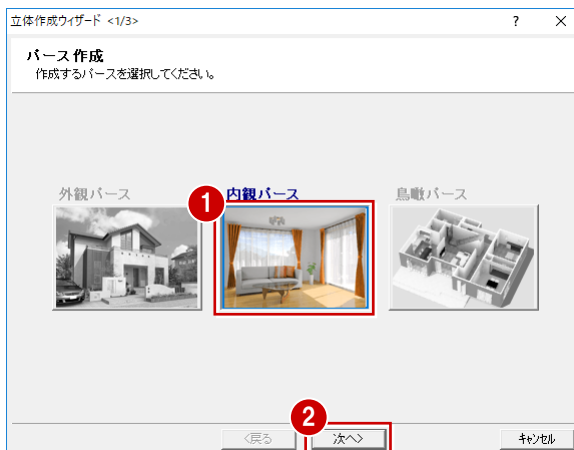 立体作成ウィザード <1/3>
? ×
パース作成
作成するパースを選択してください。
外観パース
1
内観パース
鳥瞰パース
2
<戻る
次へ>
キャンセル